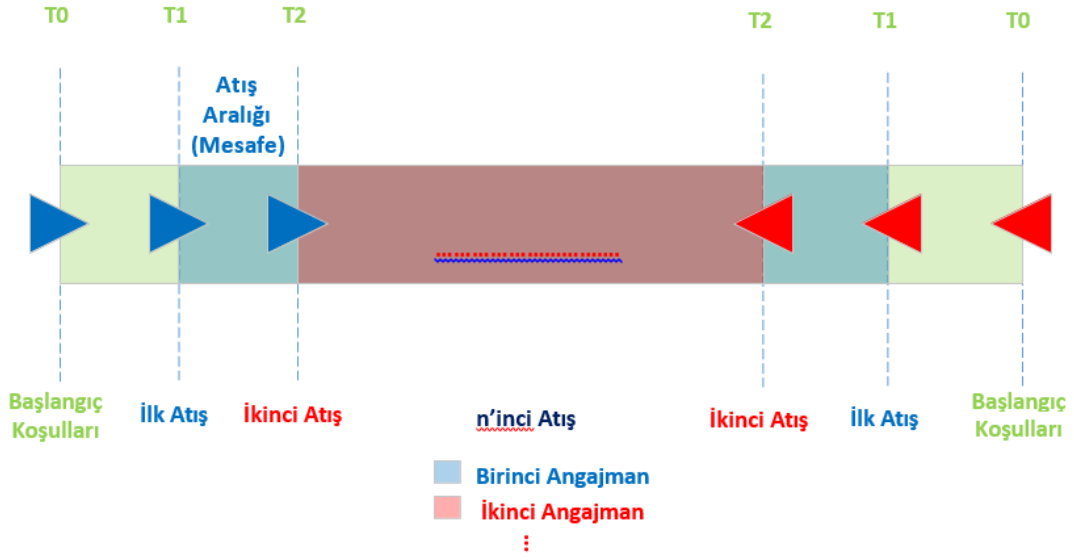 T0 T1 T2 T2 T1 T0
Atış
Aralığı
(Mesafe)
Başlangıç
Koşulları
İlk Atış
İkinci Atış
n'inci Atış
İkinci Atış
İlk Atış
Başlangıç
Koşulları
Birinci Angajman
İkinci Angajman